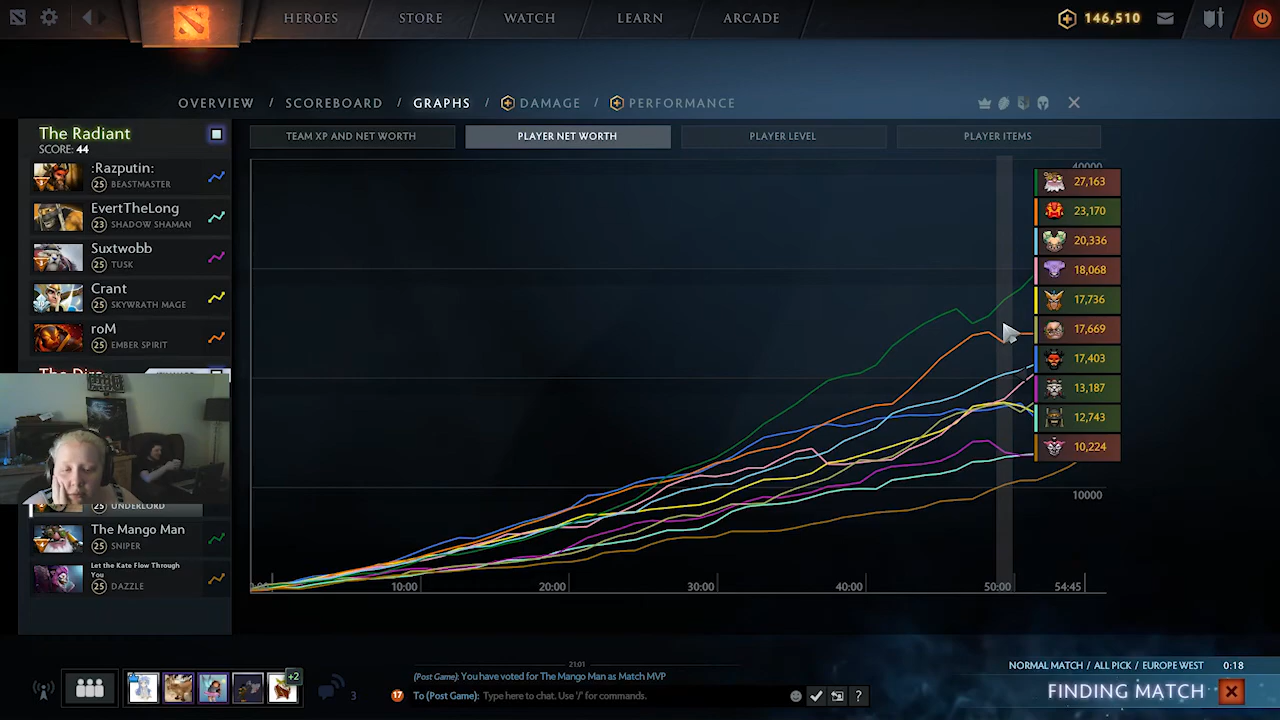 HEROES
STORE
WATCH
LEARN
ARCADE
146,510
OVERVIEW / SCOREBOARD / GRAPHS / DAMAGE / PERFORMANCE
The Radiant
SCORE: 44
TEAM XP AND NET WORTH
PLAYER NET WORTH
PLAYER LEVEL
PLAYER ITEMS
:Razputin:
25 BEASTMASTER
EvertTheLong
23 SHADOW SHAMAN
Suxtwobb
25 TUSK
Crant
25 SKYWRATH MAGE
roM
25 EMBER SPIRIT
The Dire
25 UNDERLORD
The Mango Man
25 SNIPER
Let the Kate Flow Through
You
25 DAZZLE
40000
27,163
23,170
20,336
18,068
17,736
17,669
17,403
13,187
12,743
10,224
10000
10:00
20:00
30:00
40:00
50:00
54:45
+2
3
21:01
(Post Game): You have voted for The Mango Man as Match MVP
17 To (Post Game): Type here to chat. Use '/' for commands.
?
NORMAL MATCH / ALL PICK / EUROPE WEST 0:18
FINDING MATCH